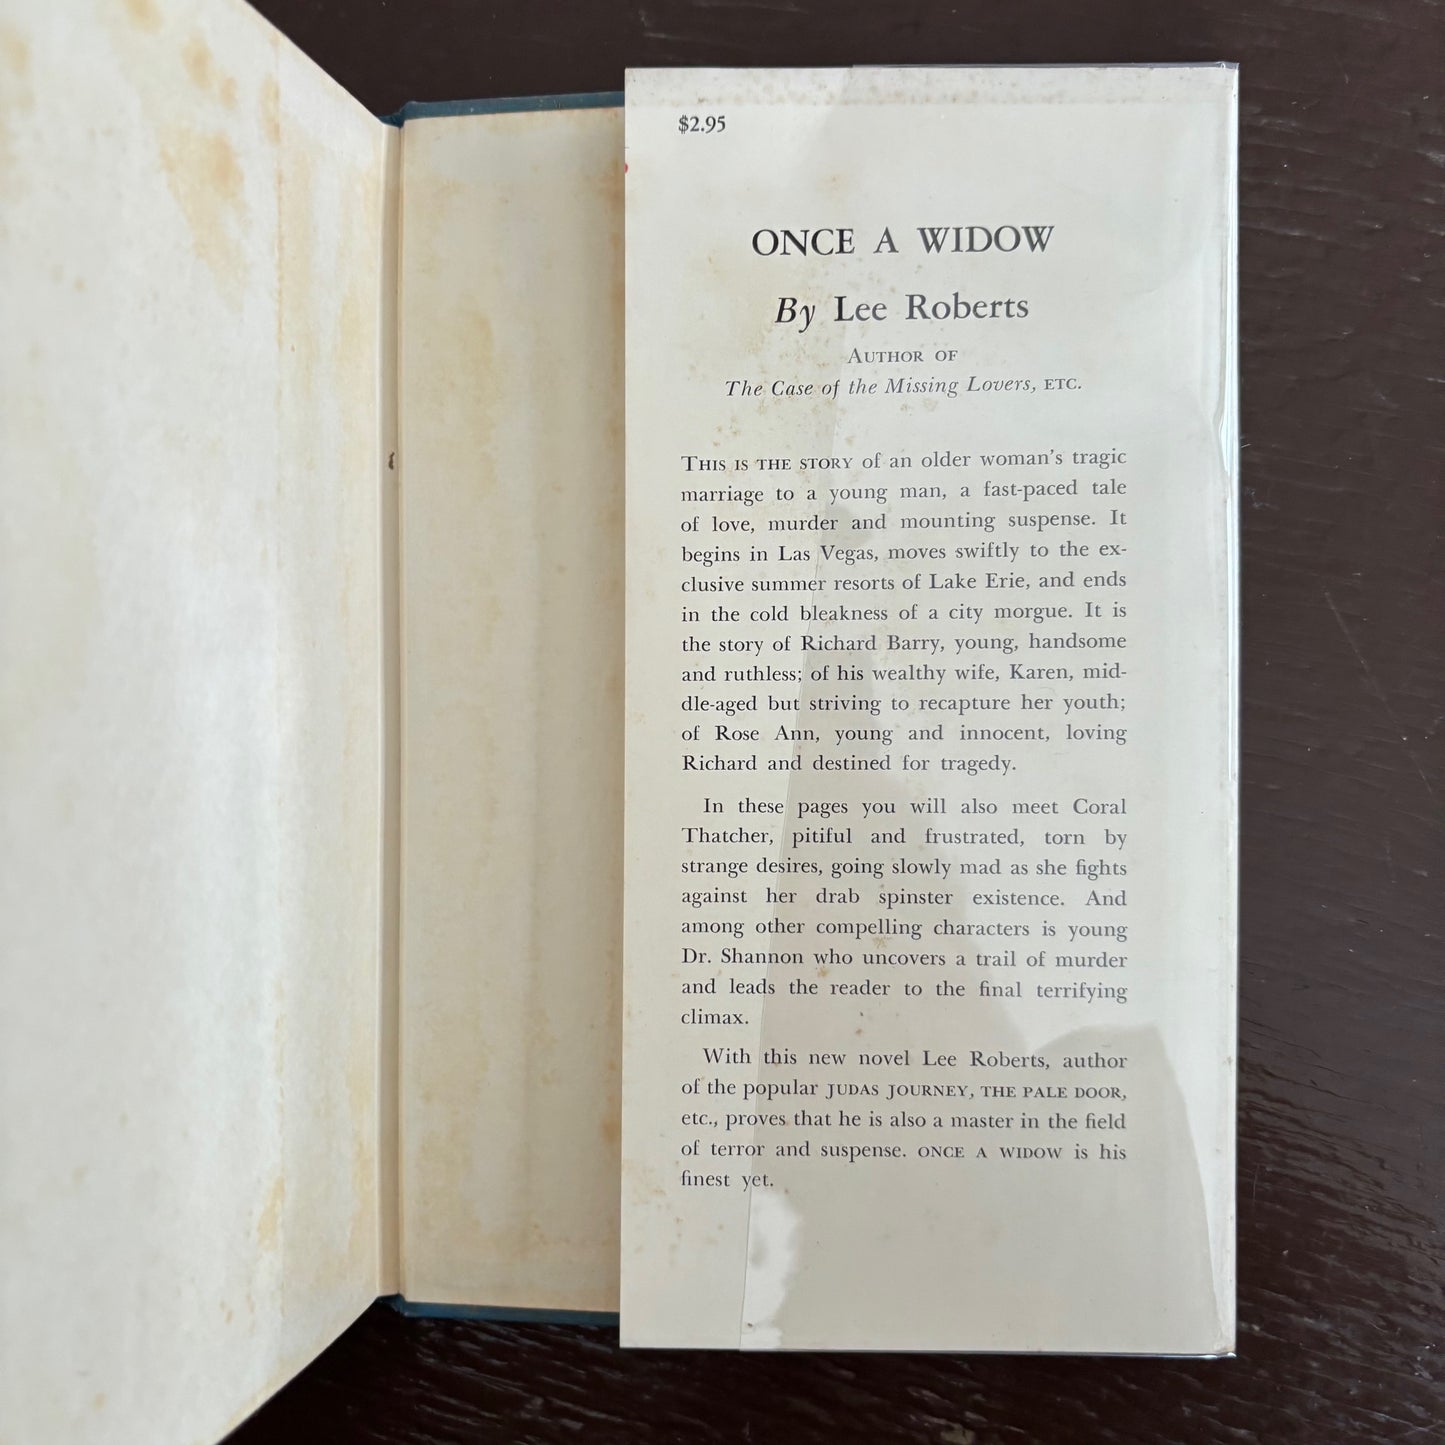 $2.95
ONCE A WIDOW
By Lee Roberts
AUTHOR OF
The Case of the Missing Lovers, ETC.
THIS IS THE STORY of an older woman's tragic
marriage to a young man, a fast-paced tale
of love, murder and mounting suspense. It
begins in Las Vegas, moves swiftly to the ex-
clusive summer resorts of Lake Erie, and ends
in the cold bleakness of a city morgue. It is
the story of Richard Barry, young, handsome
and ruthless; of his wealthy wife, Karen, mid-
dle-aged but striving to recapture her youth;
of Rose Ann, young and innocent, loving
Richard and destined for tragedy.
In these pages you will also meet Coral
Thatcher, pitiful and frustrated, torn by
strange desires, going slowly mad as she fights
against her drab spinster existence. And
among other compelling characters is young
Dr. Shannon who uncovers a trail of murder
and leads the reader to the final terrifying
climax.
With this new novel Lee Roberts, author
of the popular JUDAS JOURNEY, THE PALE DOOR,
etc., proves that he is also a master in the field
of terror and suspense. ONCE A WIDOW is his
finest yet.